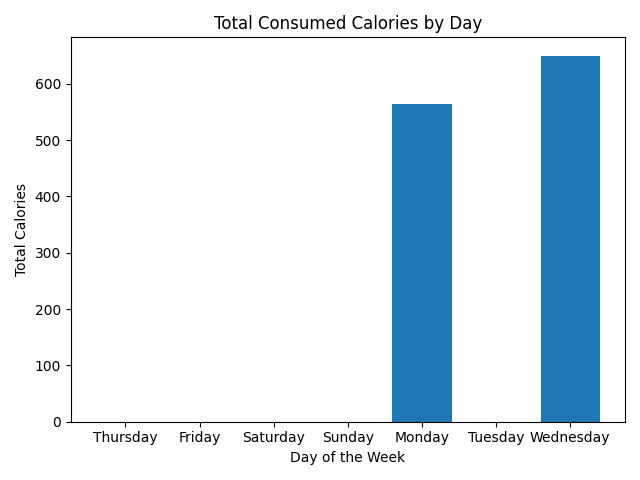 Total Consumed Calories by Day
Total Calories
600
500
400
300
200
100
0
Thursday Friday Saturday Sunday Monday Tuesday Wednesday
Day of the Week